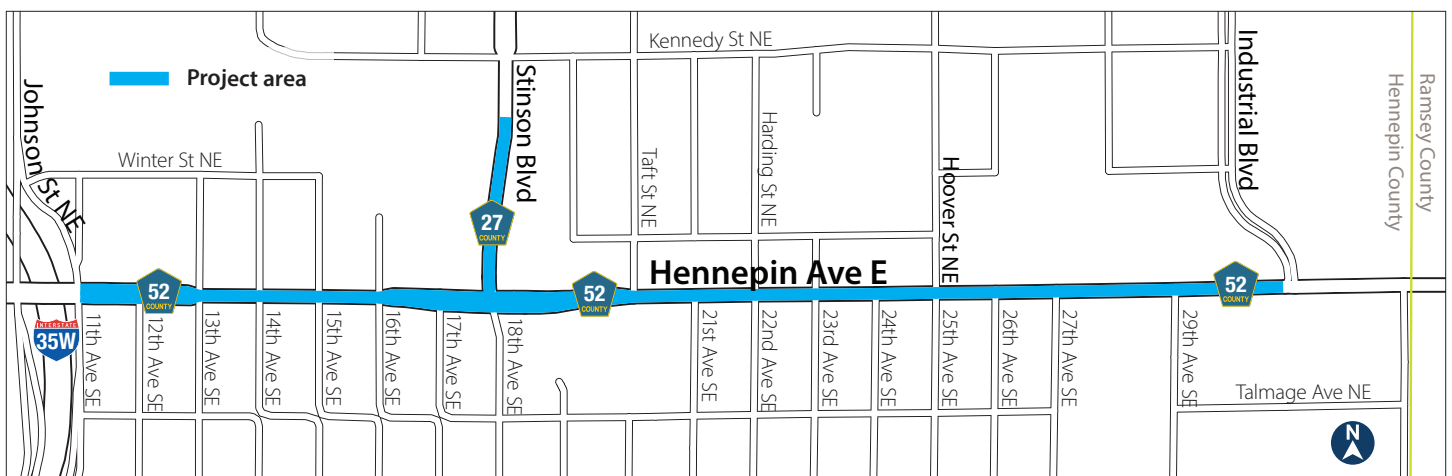 Kennedy St NE
Project area
Johnson St NE
Stinson Blvd
Industrial Blvd
Ramsey County
Hennepin County
Winter St NE
Taft St NE
Harding St NE
Hoover St NE
27
COUNTY
Hennepin Ave E
52
COUNTY
52
COUNTY
52
COUNTY
INTERSTATE
35W
11th Ave SE
12th Ave SE
13th Ave SE
14th Ave SE
15th Ave SE
16th Ave SE
17th Ave SE
18th Ave SE
21st Ave SE
22nd Ave SE
23rd Ave SE
24th Ave SE
25th Ave SE
26th Ave SE
27th Ave SE
29th Ave SE
Talmage Ave NE
N